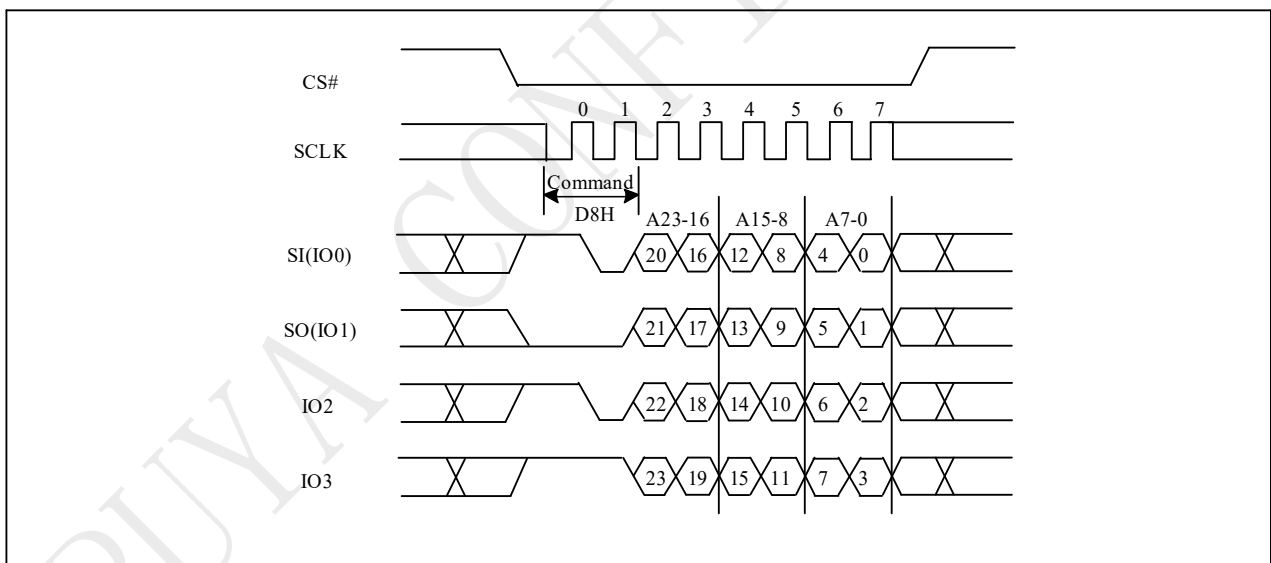 CS#
0 1 2 3 4 5 6 7
SCLK
Command
D8H
A23-16 A15-8 A7-0
SI(IO0) 20 16 12 8 4 0
SO(IO1) 21 17 13 9 5 1
IO2 22 18 14 10 6 2
IO3 23 19 15 11 7 3
PUYA CONF